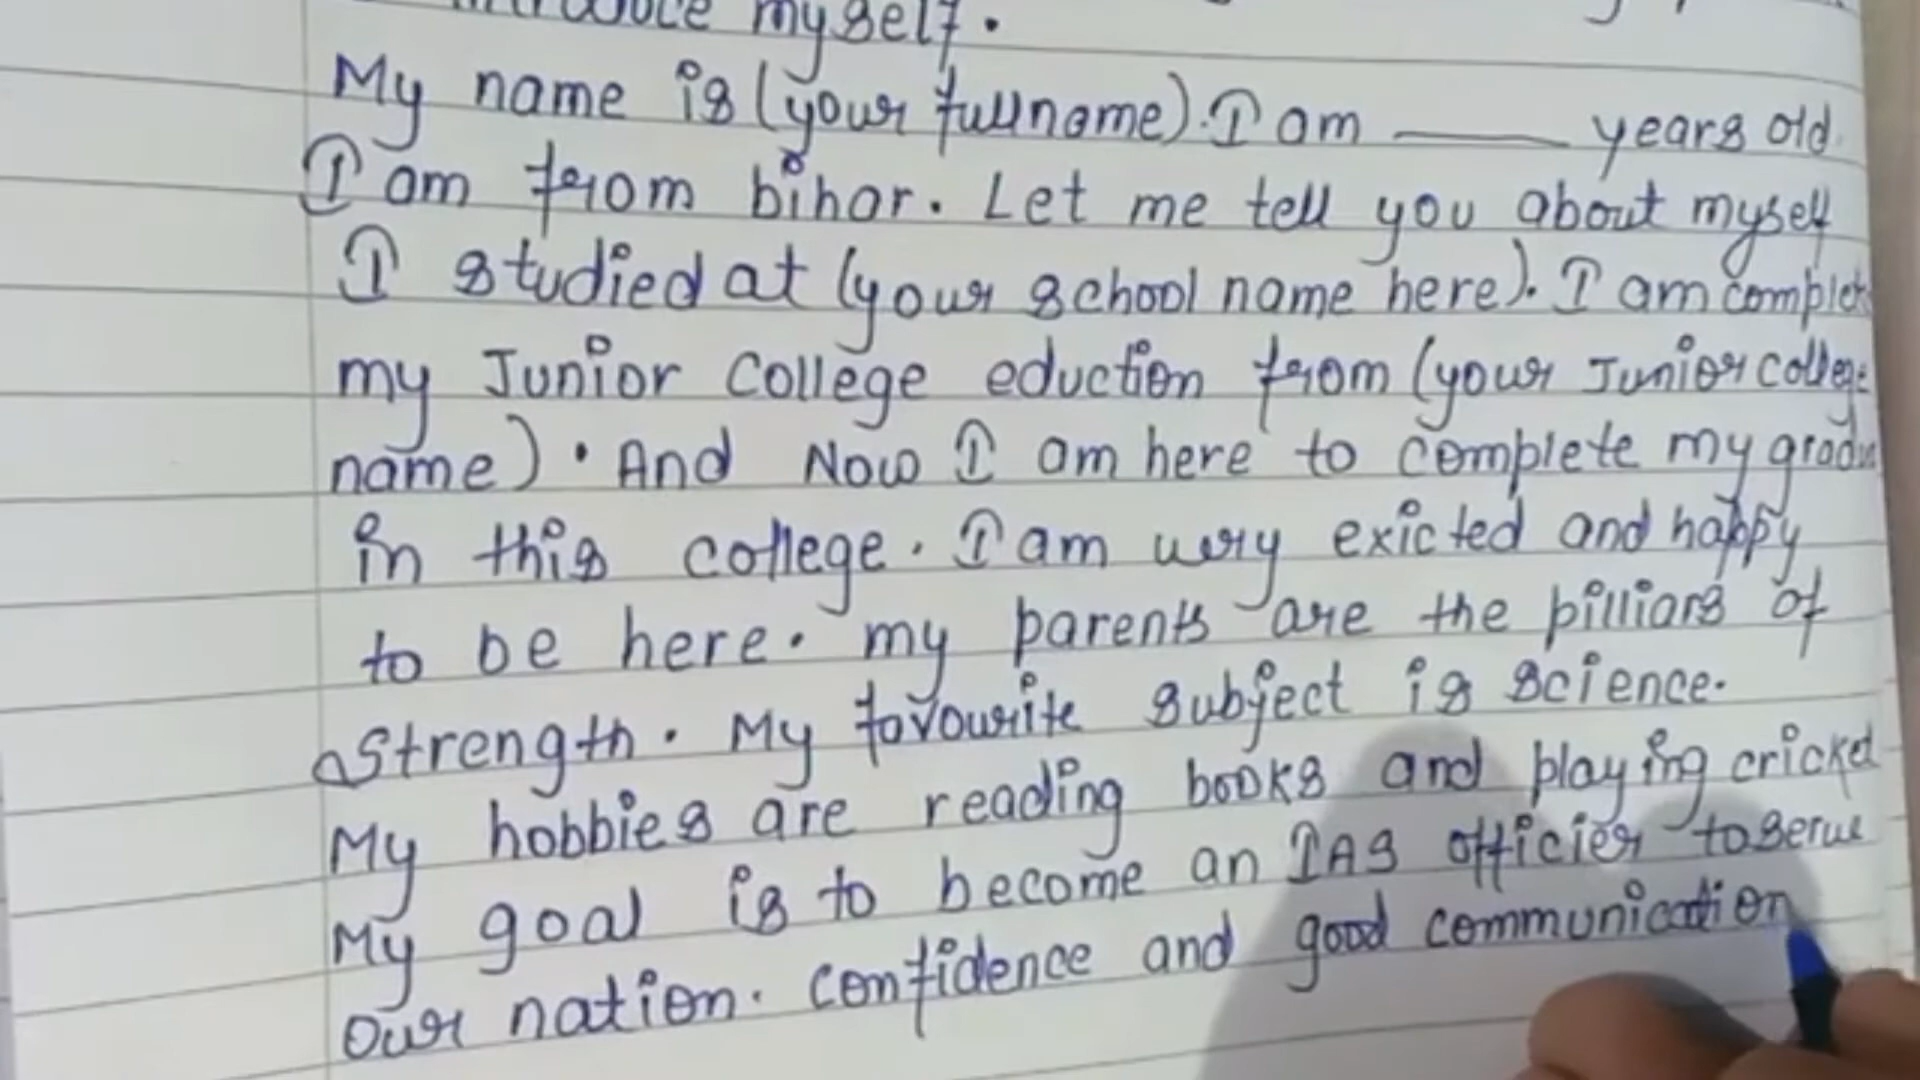 myself.
My name is (your fullname). I am ______ years old.
I am from bihar. Let me tell you about myself
I studied at (your school name here). I am complet
my Junior College eduction from (your Junior college
name). And Now I am here to complete my gradu
in this college. I am very exicted and happy
to be here. my parents are the pilliars of
strength. My favourite subject is science.
My hobbies are reading books and playing cricket
My goal is to become an IAS officier to serve
our nation. confidence and good communication